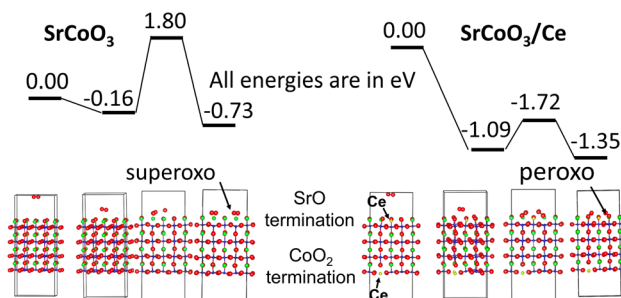 SrCoO₃
1.80
0.00
-0.16
-0.73
All energies are in eV
SrCoO₃/Ce
0.00
-1.72
-1.09
-1.35
superoxo
SrO
termination
CoO₂
termination
peroxo
Ce
Ce